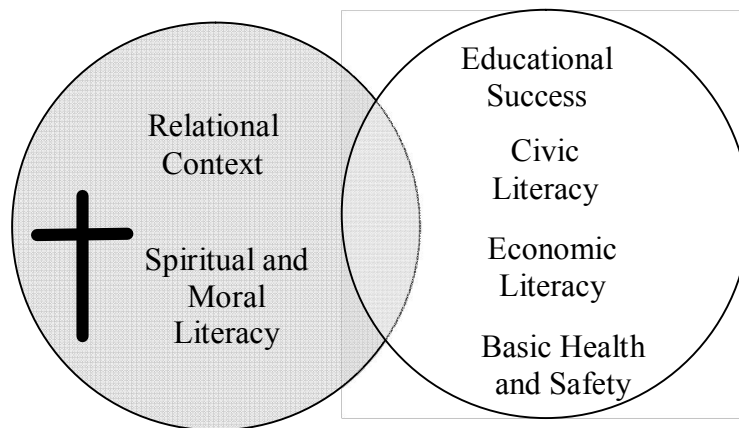 Relational
Context
Spiritual and
Moral
Literacy
Educational
Success
Civic
Literacy
Economic
Literacy
Basic Health
and Safety